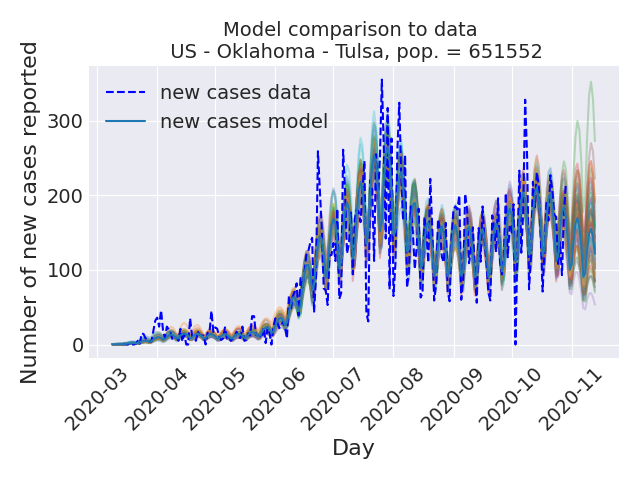 Model comparison to data
US - Oklahoma - Tulsa, pop. = 651552
new cases data
new cases model
Number of new cases reported
300
200
100
0
2020-03
2020-04
2020-05
2020-06
2020-07
2020-08
2020-09
2020-10
2020-11
Day